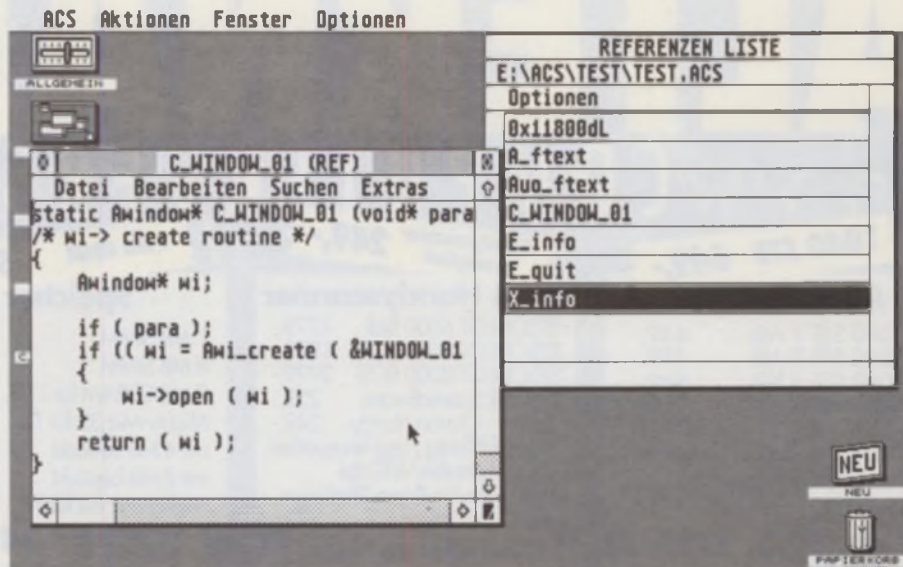 ACS Aktionen Fenster Optionen
ALLGEMEIN
REFERENZEN LISTE
E:\ACS\TEST\TEST.ACS
Optionen
0x11800dL
A_ftext
Auo_ftext
C_WINDOW_01
E_info
E_quit
X_info
C_WINDOW_01 (REF)
Datei Bearbeiten Suchen Extras
static Awindow* C_WINDOW_01 (void* para
/* wi-> create routine */
{
Awindow* wi;
if ( para );
if (( wi = Awi_create ( &WINDOW_01
{
wi->open ( wi );
}
return ( wi );
}
NEU
NEU
PAPIERKORB